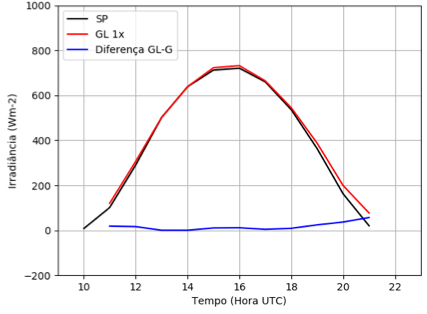 1000
SP
GL 1x
Diferença GL-G
800
600
400
200
0
−200
Irradiância (Wm-2)
10 12 14 16 18 20 22
Tempo (Hora UTC)